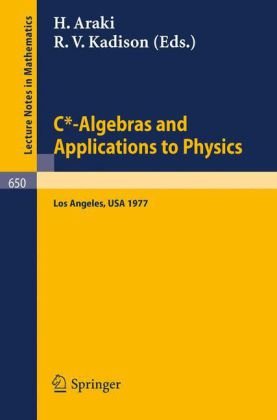 H. Araki
R. V. Kadison (Eds.)
Lecture Notes in Mathematics
C*-Algebras and
Applications to Physics
650
Los Angeles, USA 1977
Springer